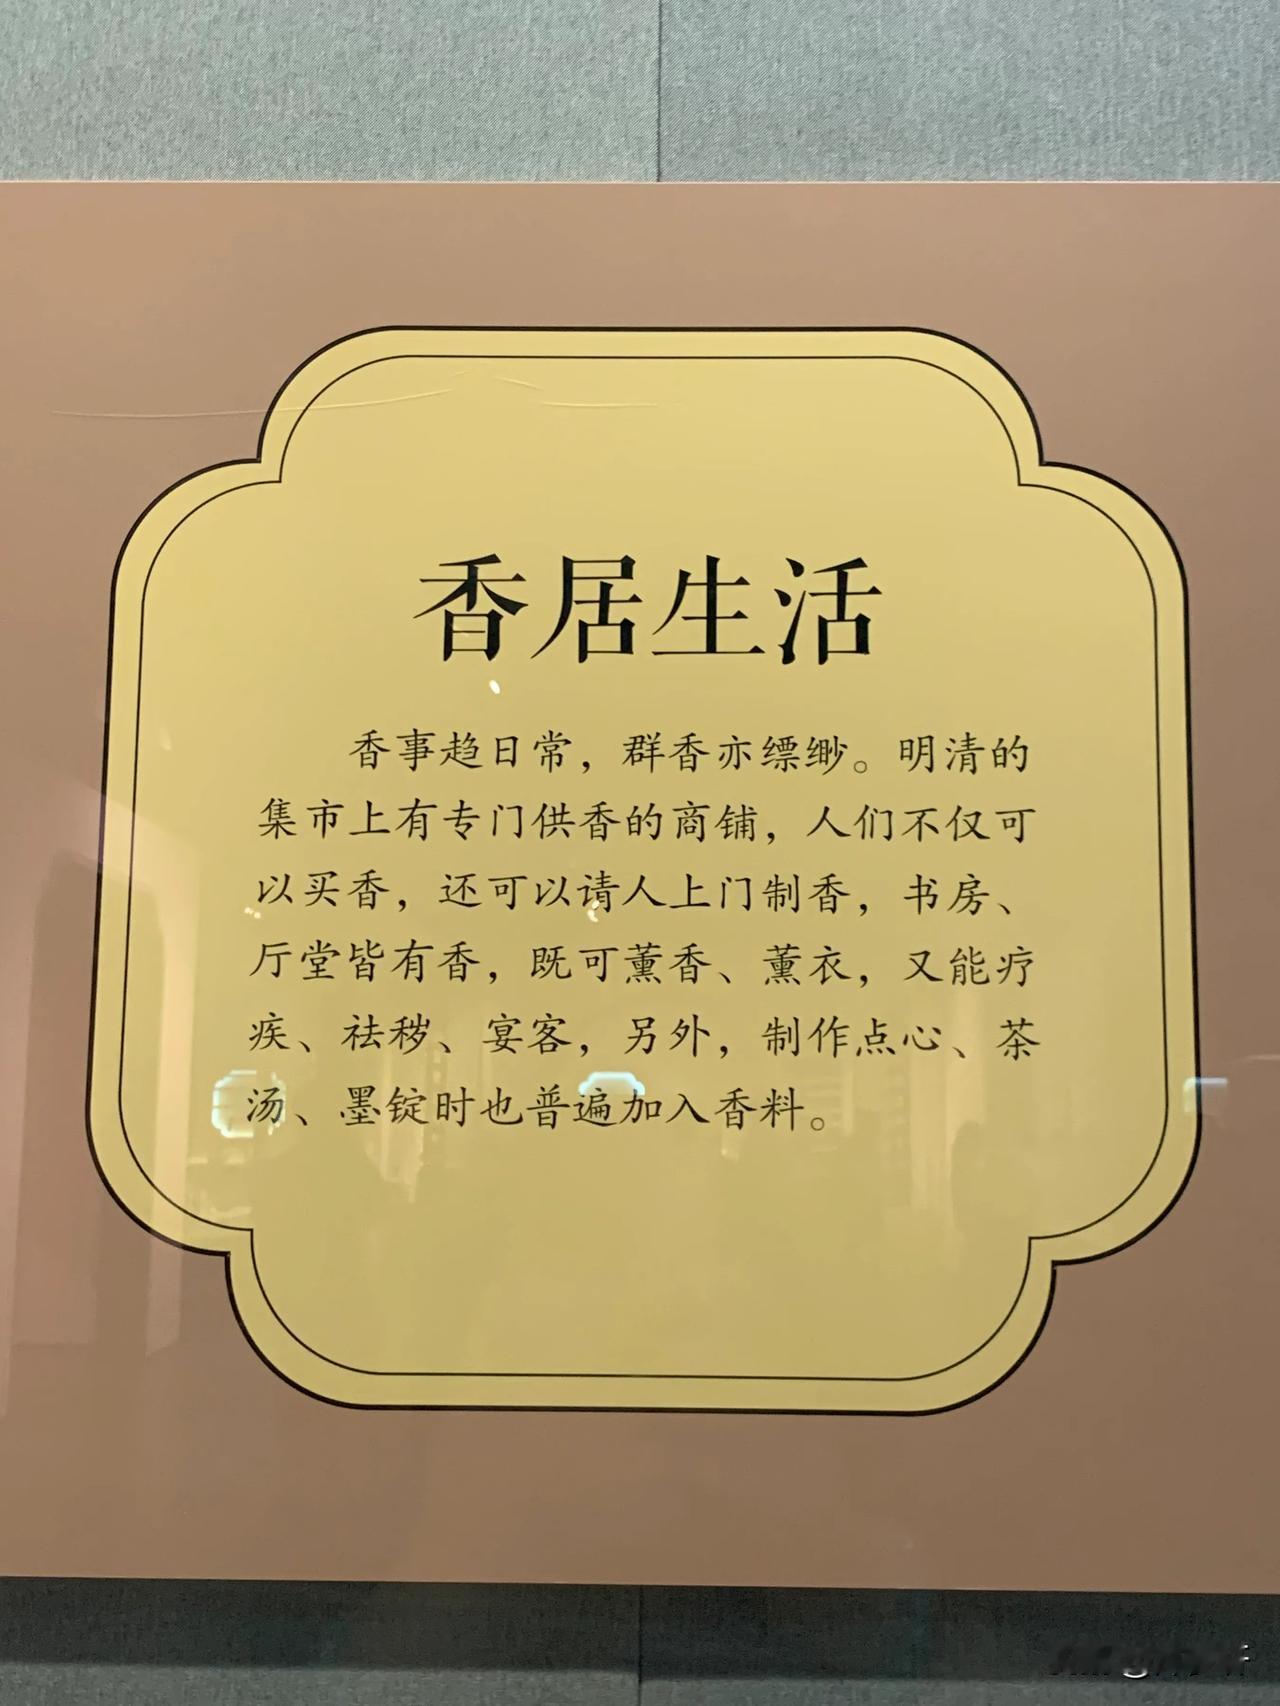 香居生活
香事趋日常，群香亦缥缈。明清的
集市上有专门供香的商铺，人们不仅可
以买香，还可以请人上门制香，书房、
厅堂皆有香，既可薰香、薰衣，又能疗
疾、祛秽、宴客，另外，制作点心、茶
汤、墨锭时也普遍加入香料。